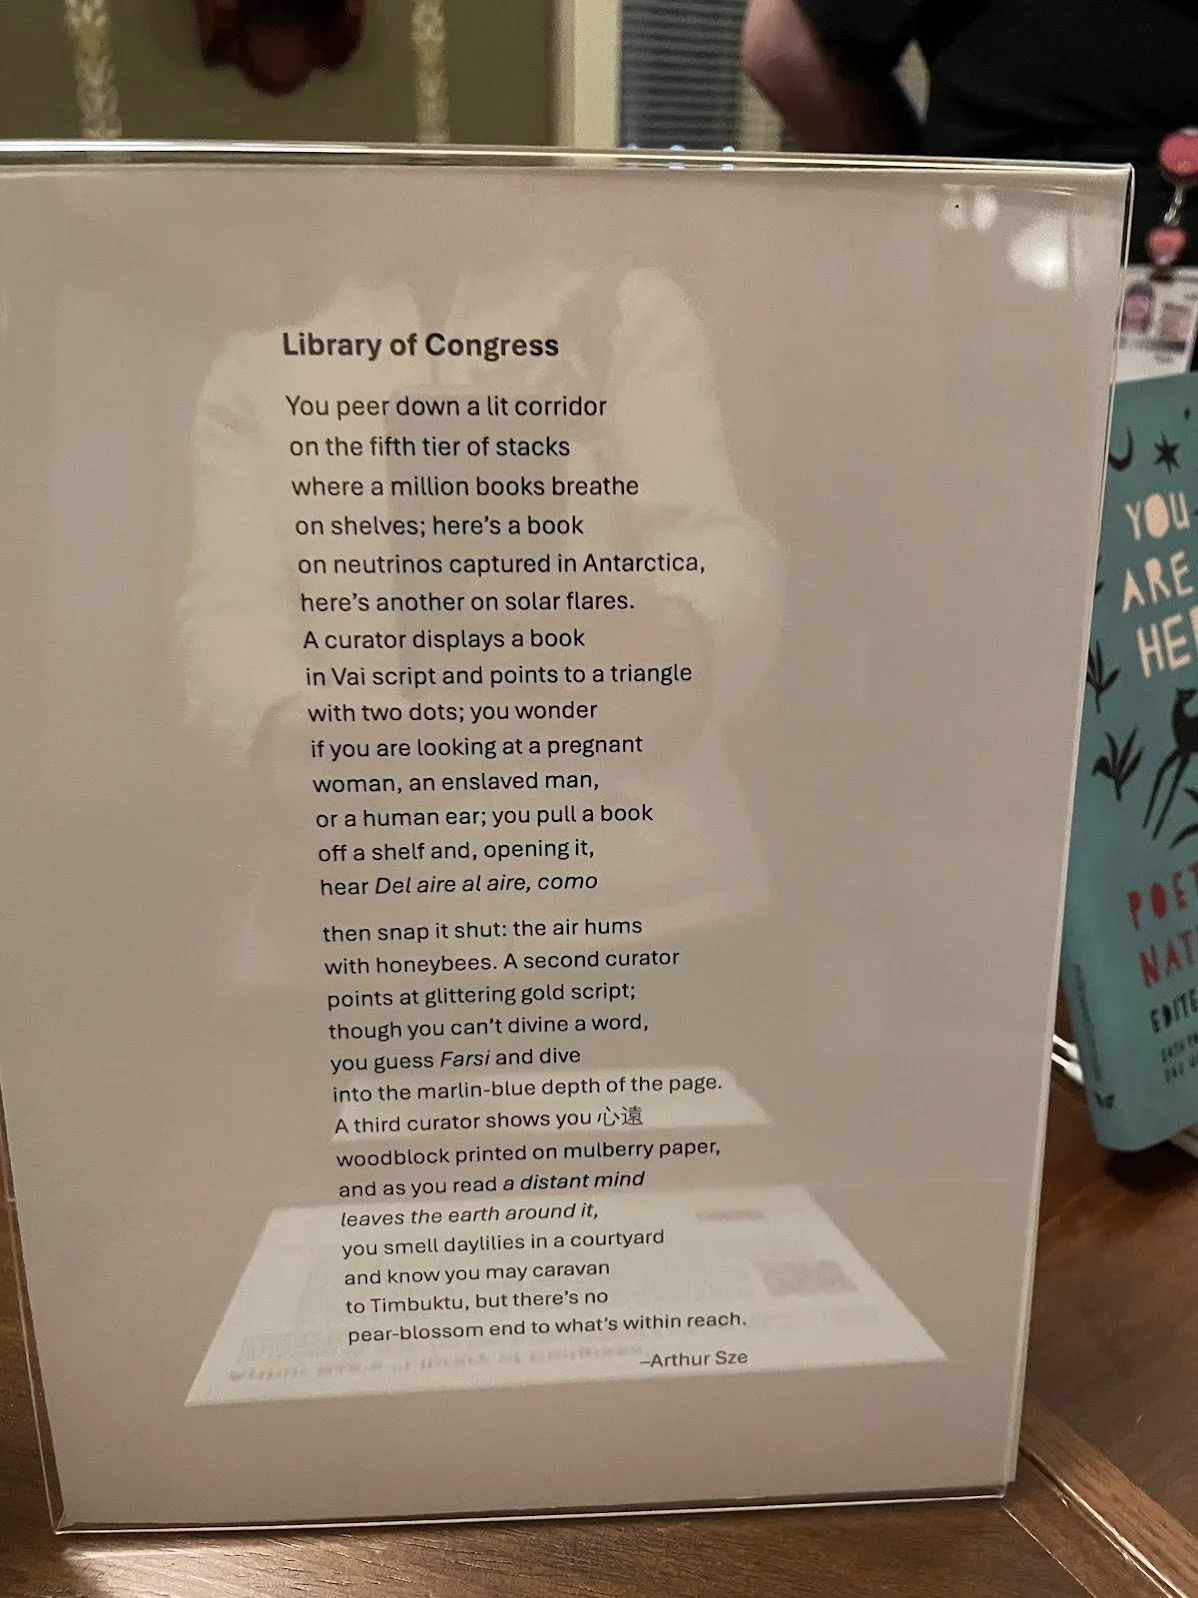 Library of Congress
You peer down a lit corridor
on the fifth tier of stacks
where a million books breathe
on shelves; here's a book
on neutrinos captured in Antarctica,
here's another on solar flares.
A curator displays a book
in Vai script and points to a triangle
with two dots; you wonder
if you are looking at a pregnant
woman, an enslaved man,
or a human ear; you pull a book
off a shelf and, opening it,
hear Del aire al aire, como
then snap it shut: the air hums
with honeybees. A second curator
points at glittering gold script;
though you can't divine a word,
you guess Farsi and dive
into the marlin-blue depth of the page.
A third curator shows you 心遠
woodblock printed on mulberry paper,
and as you read a distant mind
leaves the earth around it,
you smell daylilies in a courtyard
and know you may caravan
to Timbuktu, but there's no
pear-blossom end to what's within reach.
–Arthur Sze
YOU
ARE